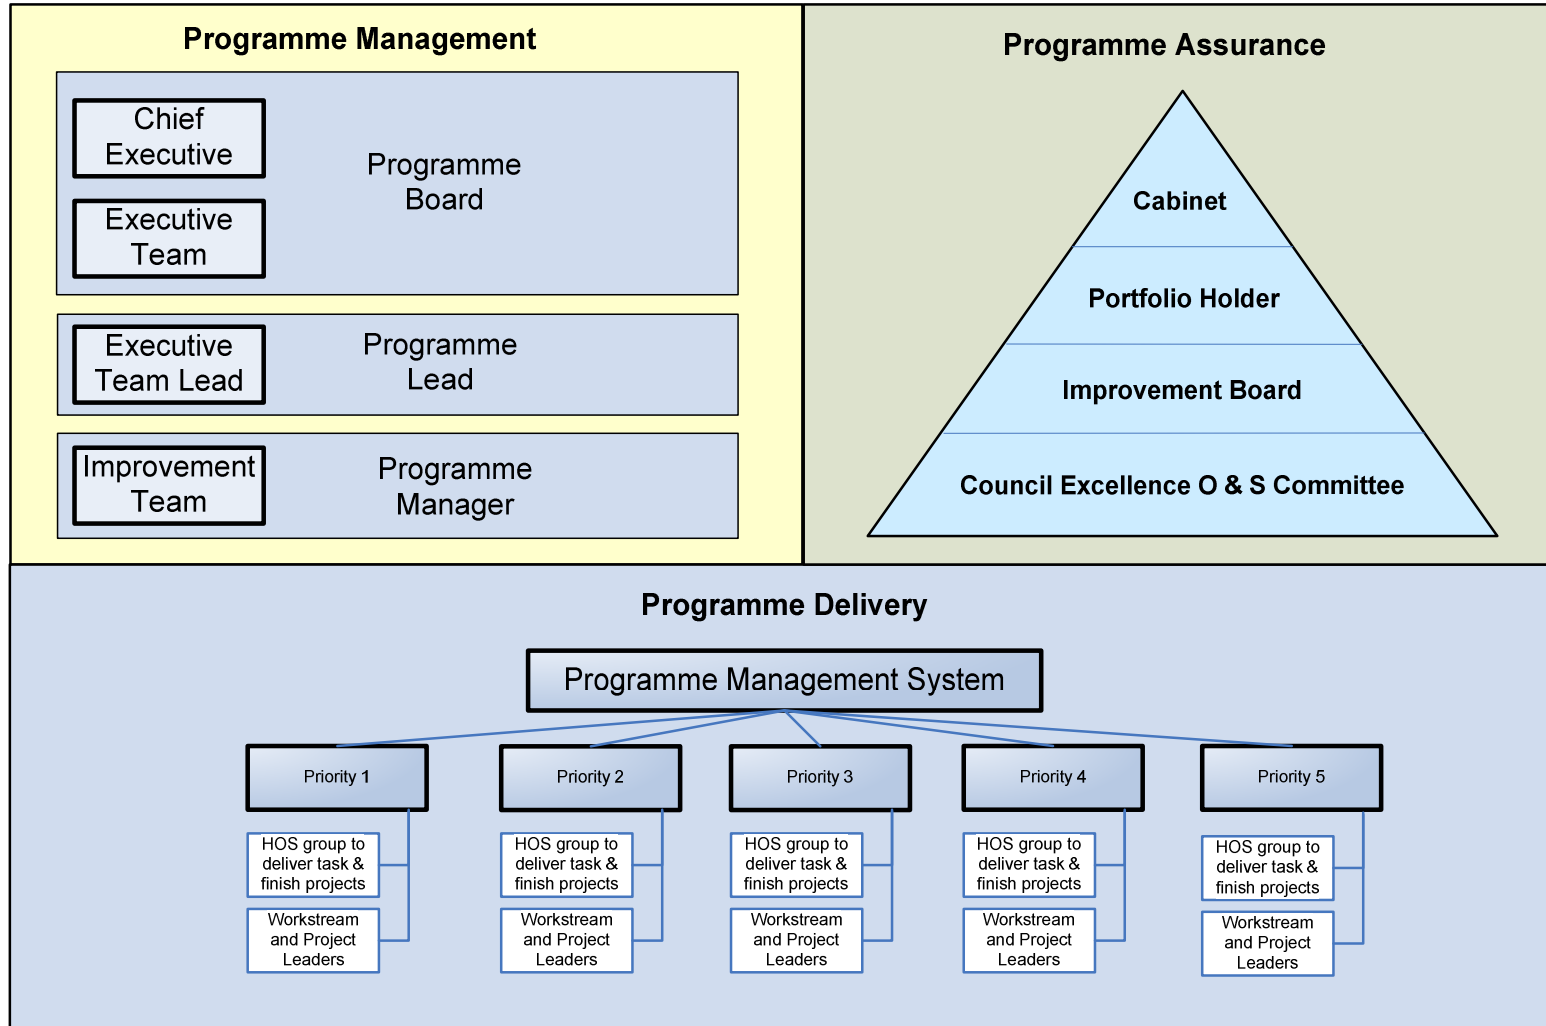 Programme Management
Chief
Executive
Programme
Board
Executive
Team
Executive
Team Lead
Programme
Lead
Improvement
Team
Programme
Manager
Programme Assurance
Cabinet
Portfolio Holder
Improvement Board
Council Excellence O & S Committee
Programme Delivery
Programme Management System
Priority 1
HOS group to
deliver task &
finish projects
Workstream
and Project
Leaders
Priority 2
HOS group to
deliver task &
finish projects
Workstream
and Project
Leaders
Priority 3
HOS group to
deliver task &
finish projects
Workstream
and Project
Leaders
Priority 4
HOS group to
deliver task &
finish projects
Workstream
and Project
Leaders
Priority 5
HOS group to
deliver task &
finish projects
Workstream
and Project
Leaders